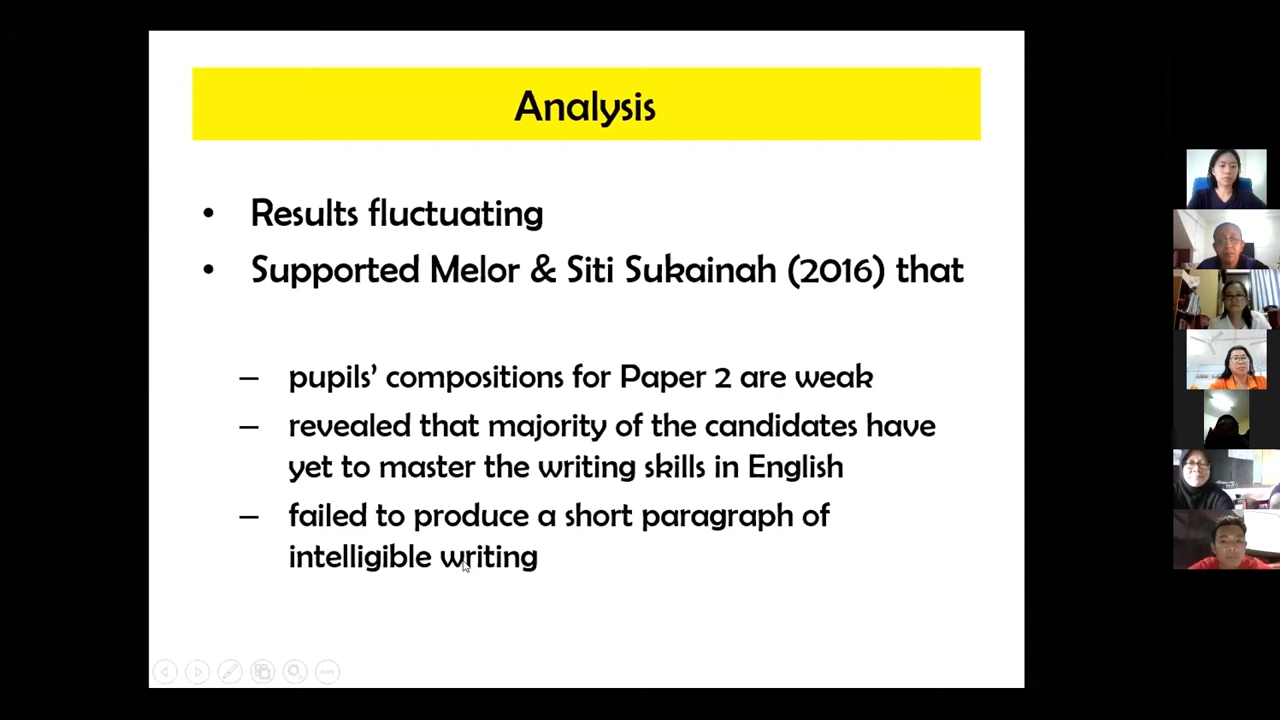 Analysis
• Results fluctuating
• Supported Melor & Siti Sukainah (2016) that
– pupils’ compositions for Paper 2 are weak
– revealed that majority of the candidates have
yet to master the writing skills in English
– failed to produce a short paragraph of
intelligible writing